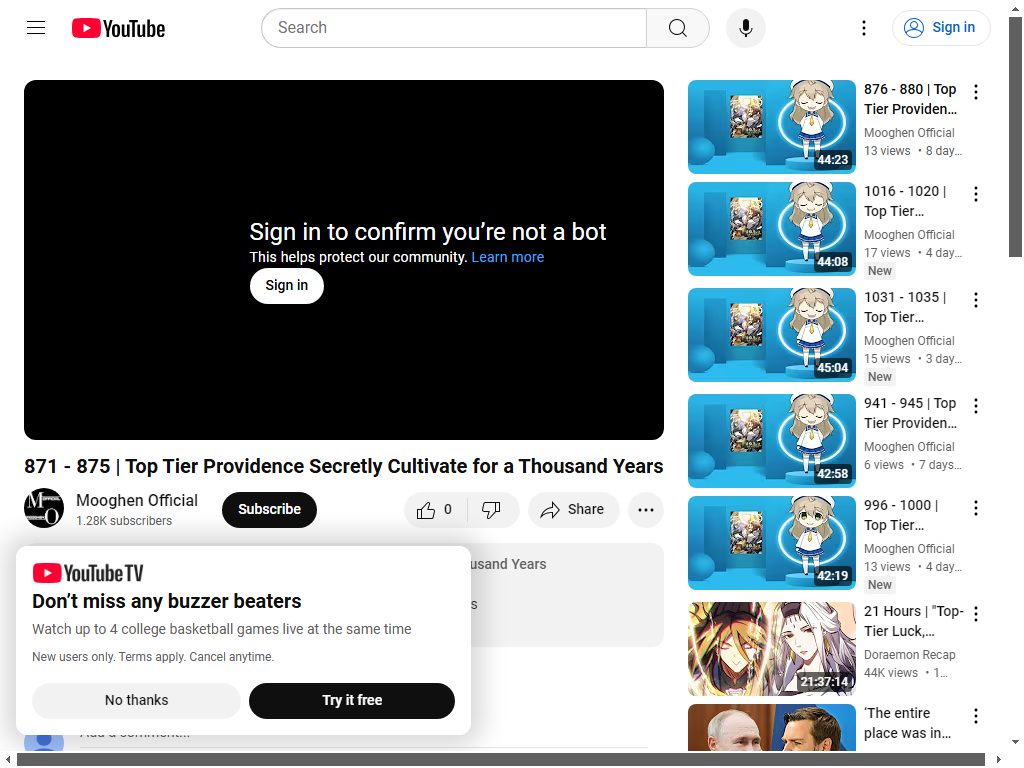 YouTube
Search
Sign in
Sign in to confirm you’re not a bot
This helps protect our community. Learn more
Sign in
871 - 875 | Top Tier Providence Secretly Cultivate for a Thousand Years
Mooghen Official
1.28K subscribers
Subscribe
0
Share
usand Years
s
YouTube TV
Don’t miss any buzzer beaters
Watch up to 4 college basketball games live at the same time
New users only. Terms apply. Cancel anytime.
No thanks
Try it free
Add a comment...
876 - 880 | Top
Tier Providen...
Mooghen Official
13 views • 8 day...
44:23
1016 - 1020 |
Top Tier...
Mooghen Official
17 views • 4 day...
New
44:08
1031 - 1035 |
Top Tier...
Mooghen Official
15 views • 3 day...
New
45:04
941 - 945 | Top
Tier Providen...
Mooghen Official
6 views • 7 days...
42:58
996 - 1000 |
Top Tier...
Mooghen Official
13 views • 4 day...
New
42:19
21 Hours | "Top-
Tier Luck,...
Doraemon Recap
44K views • 1...
21:37:14
‘The entire
place was in...